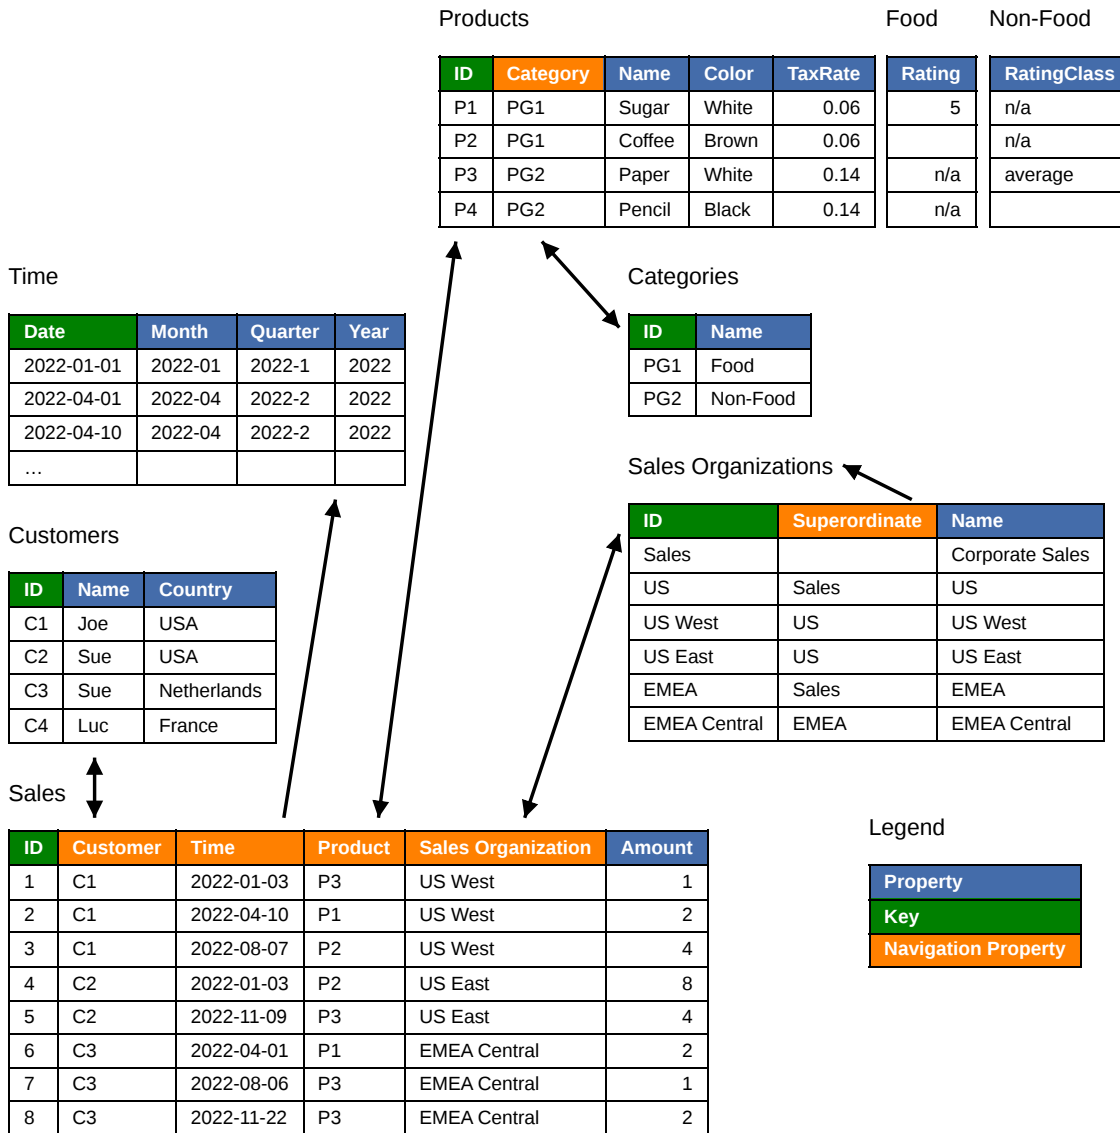 Products Food Non-Food
ID Category Name Color TaxRate Rating RatingClass
P1 PG1 Sugar White 0.06 5 n/a
P2 PG1 Coffee Brown 0.06 n/a
P3 PG2 Paper White 0.14 n/a average
P4 PG2 Pencil Black 0.14 n/a
Time
Date Month Quarter Year
2022-01-01 2022-01 2022-1 2022
2022-04-01 2022-04 2022-2 2022
2022-04-10 2022-04 2022-2 2022
…
Categories
ID Name
PG1 Food
PG2 Non-Food
Sales Organizations
ID Superordinate Name
Sales Corporate Sales
US Sales US
US West US US West
US East US US East
EMEA Sales EMEA
EMEA Central EMEA EMEA Central
Customers
ID Name Country
C1 Joe USA
C2 Sue USA
C3 Sue Netherlands
C4 Luc France
Sales
ID Customer Time Product Sales Organization Amount
1 C1 2022-01-03 P3 US West 1
2 C1 2022-04-10 P1 US West 2
3 C1 2022-08-07 P2 US West 4
4 C2 2022-01-03 P2 US East 8
5 C2 2022-11-09 P3 US East 4
6 C3 2022-04-01 P1 EMEA Central 2
7 C3 2022-08-06 P3 EMEA Central 1
8 C3 2022-11-22 P3 EMEA Central 2
Legend
Property
Key
Navigation Property